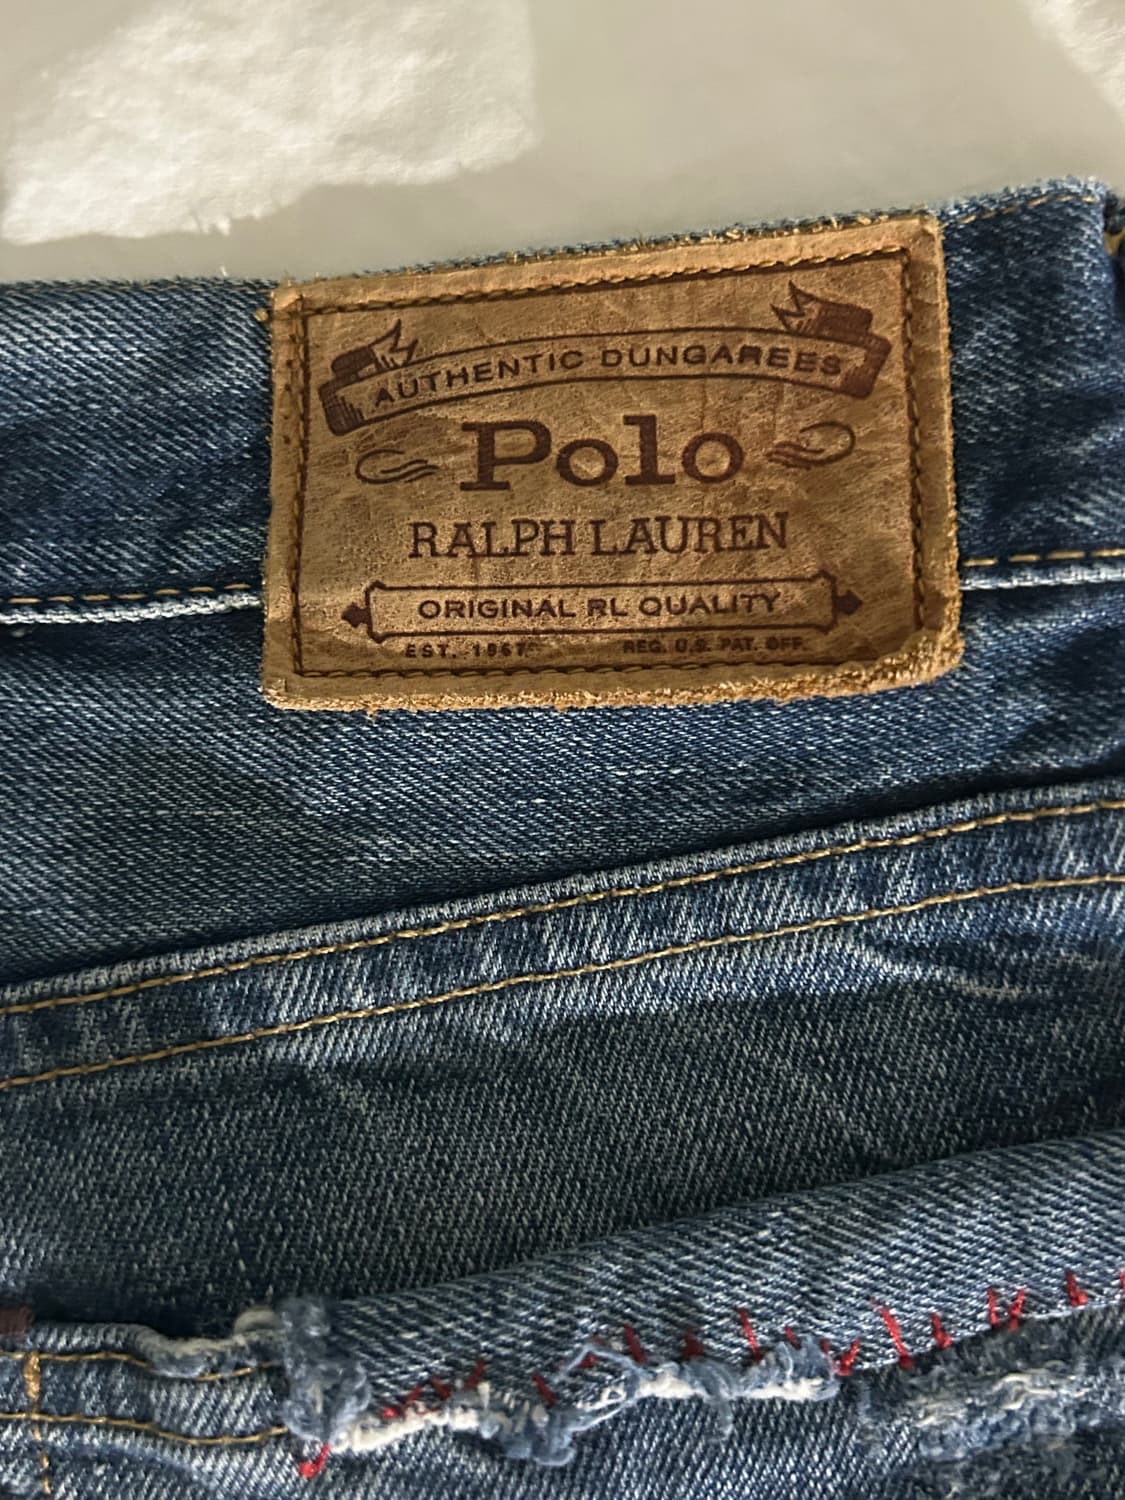 AUTHENTIC DUNGAREES
Polo
RALPH LAUREN
ORIGINAL RL QUALITY
EST. 1967 REG. U.S. PAT. OFF.